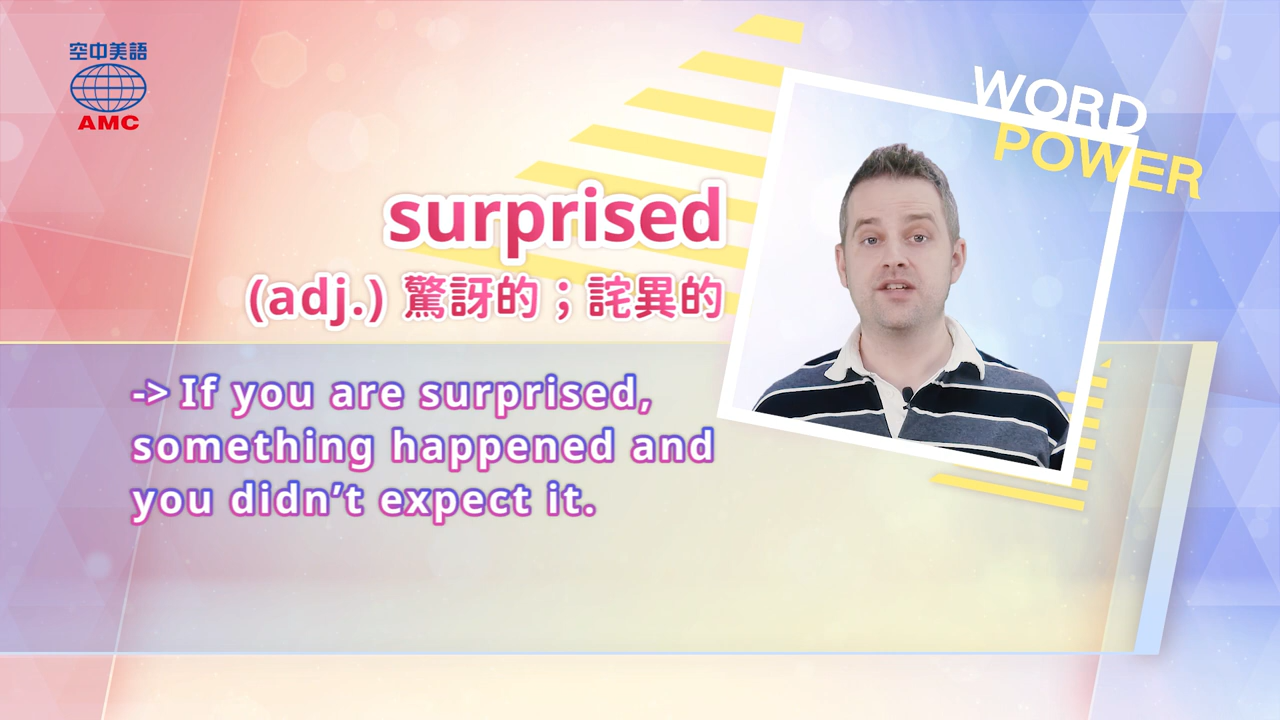 空中美語
AMC
WORD
POWER
surprised
(adj.) 驚訝的；詫異的
-> If you are surprised,
something happened and
you didn’t expect it.